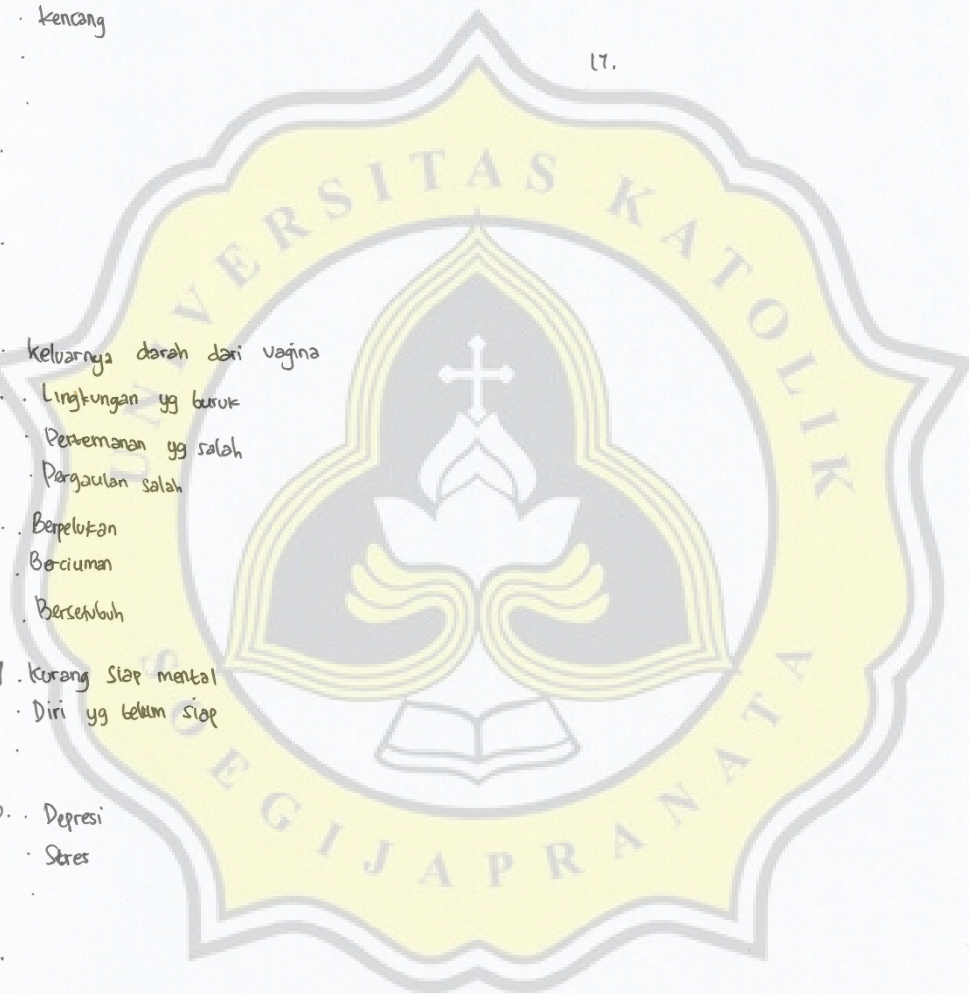 . Kencang
.
.
.
.
17.
. Keluarnya darah dari vagina
. . Lingkungan yg buruk
. Pertemanan yg salah
. Pergaulan salah
. . Berpelukan
. Berciuman
. Bersetubuh
. Kurang siap mental
. Diri yg belum siap
.
. . Depresi
. Stres
.
.
UNIVERSITAS KATOLIK
SOEGIJAPRANATA